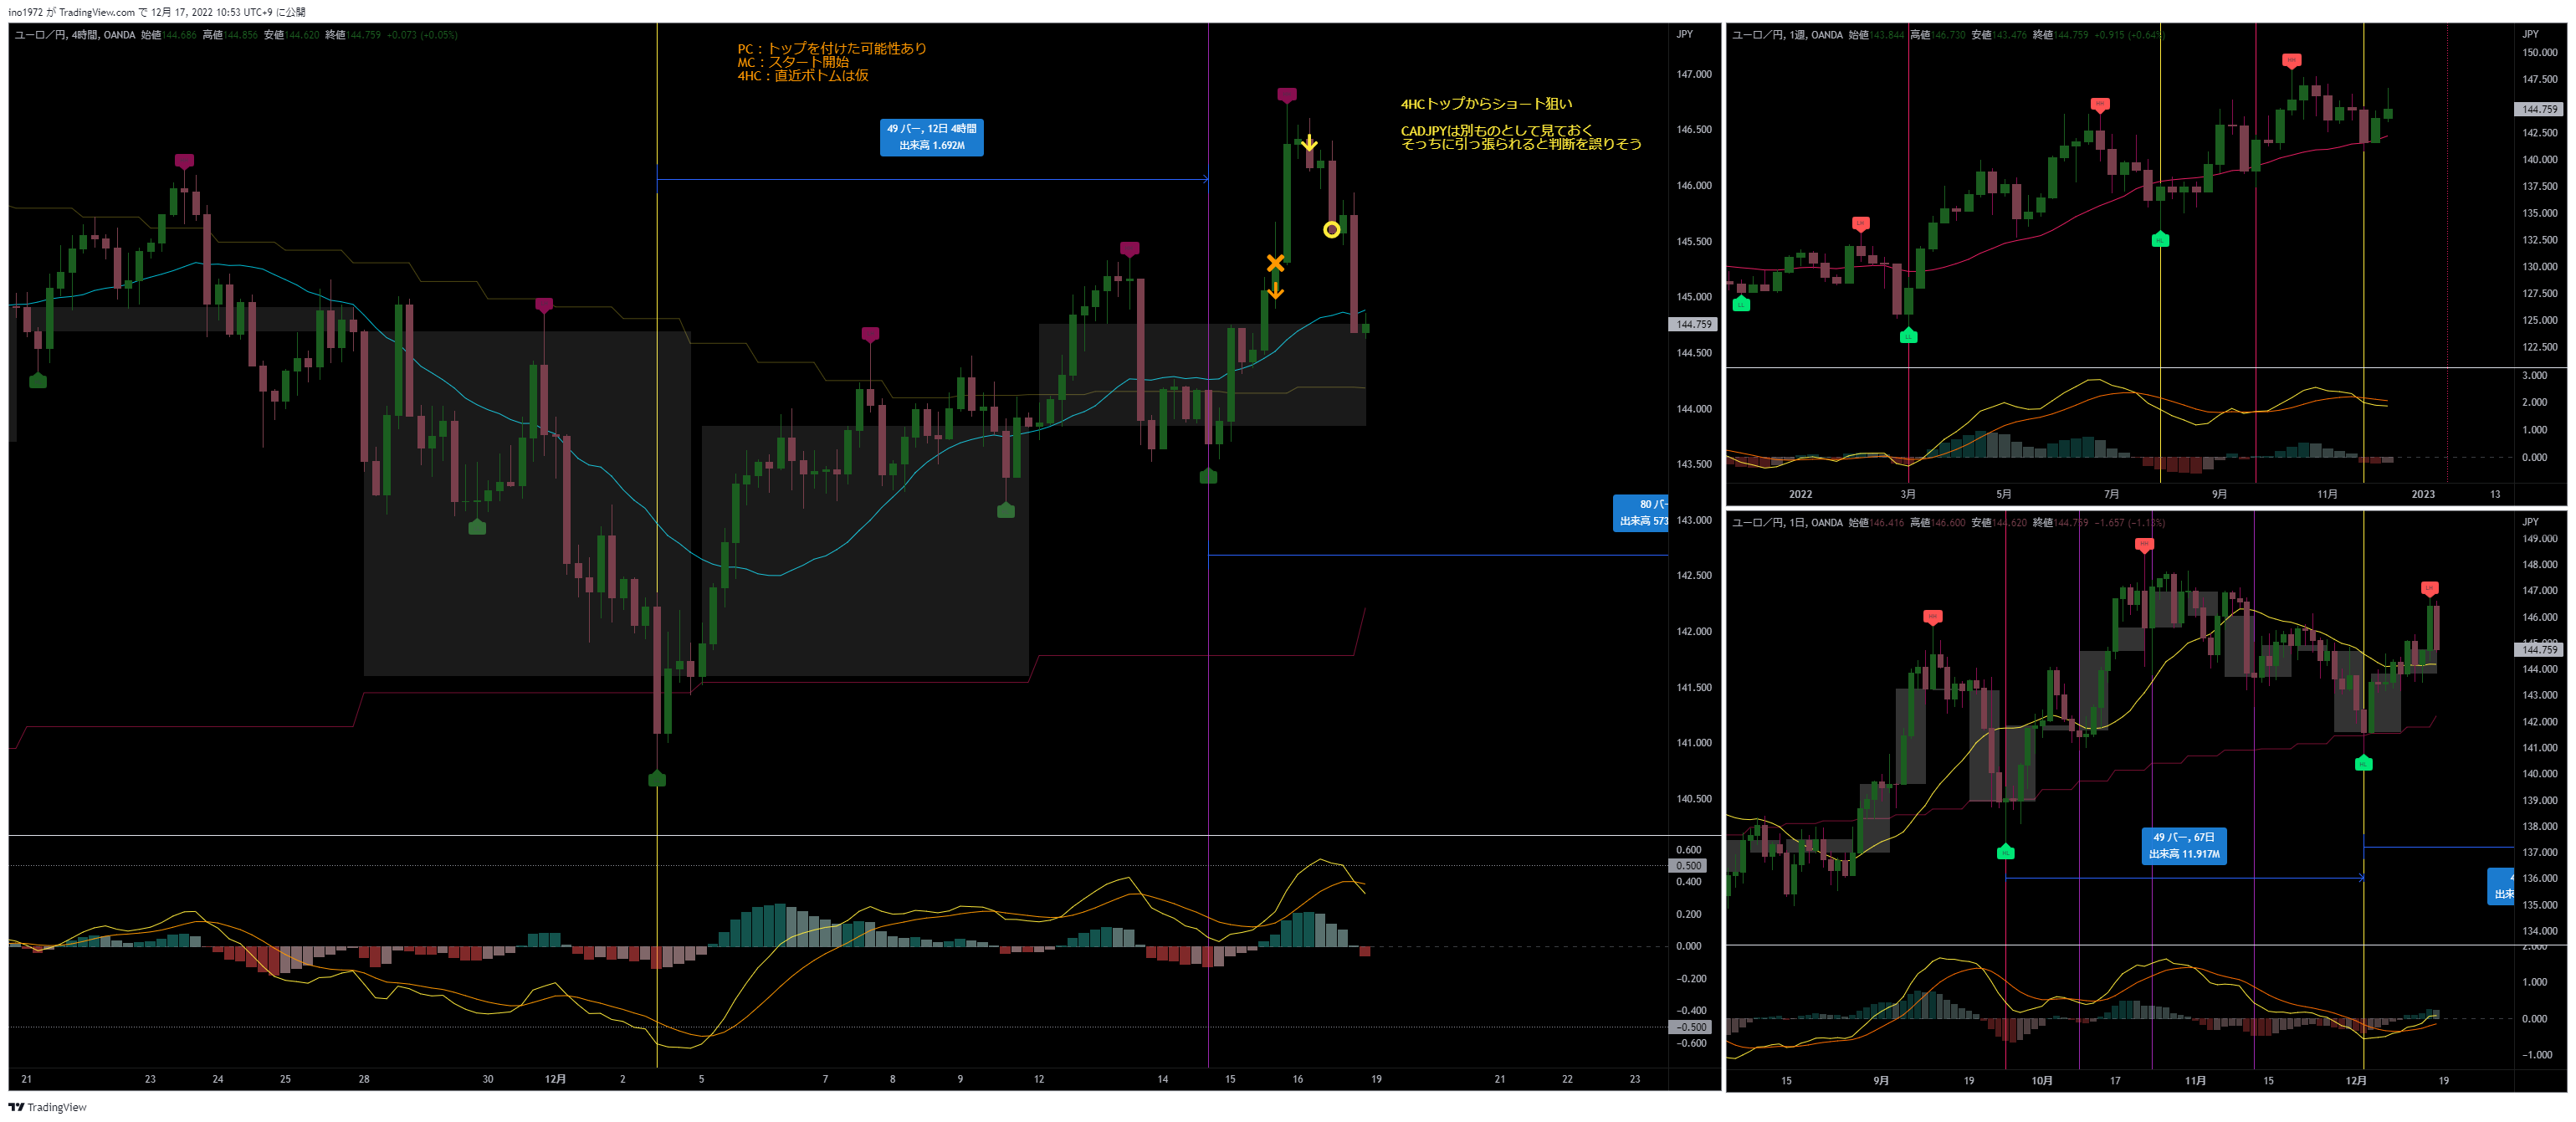 ino1972 が TradingView.com で 12月 17, 2022 10:53 UTC+9 に公開
ユーロ／円, 4時間, OANDA 始値144.686 高値144.856 安値144.620 終値144.759 +0.073 (+0.05%)
PC：トップを付けた可能性あり
MC：スタート開始
4HC：直近ボトムは仮
49 バー, 12日 4時間
出来高 1.692M
4HCトップからショート狙い
CADJPYは別ものとして見ておく
そっちに引っ張られると判断を誤りそう
80 バー
出来高 573
JPY
147.000
146.500
146.000
145.500
145.000
144.759
144.500
144.000
143.500
143.000
142.500
142.000
141.500
141.000
140.500
0.600
0.500
0.400
0.200
0.000
−0.200
−0.400
−0.500
−0.600
21 23 24 25 28 30 12月 2 5 7 8 9 12 14 15 16 19 21 22 23
ユーロ／円, 1週, OANDA 始値143.844 高値146.730 安値143.476 終値144.759 +0.915 (+0.64%)
JPY
150.000
147.500
144.759
142.500
140.000
137.500
135.000
132.500
130.000
127.500
125.000
122.500
LL
LH
LL
HH
HL
HH
3.000
2.000
1.000
0.000
2022 3月 5月 7月 9月 11月 2023 13
ユーロ／円, 1日, OANDA 始値146.416 高値146.600 安値144.620 終値144.759 −1.657 (−1.13%)
JPY
149.000
148.000
147.000
146.000
145.000
144.759
144.000
143.000
142.000
141.000
140.000
139.000
138.000
137.000
136.000
135.000
134.000
HH
HL
HH
HL
LH
49 バー, 67日
出来高 11.917M
出来
2.000
1.000
0.000
−1.000
15 9月 19 10月 17 11月 15 12月 19
TradingView